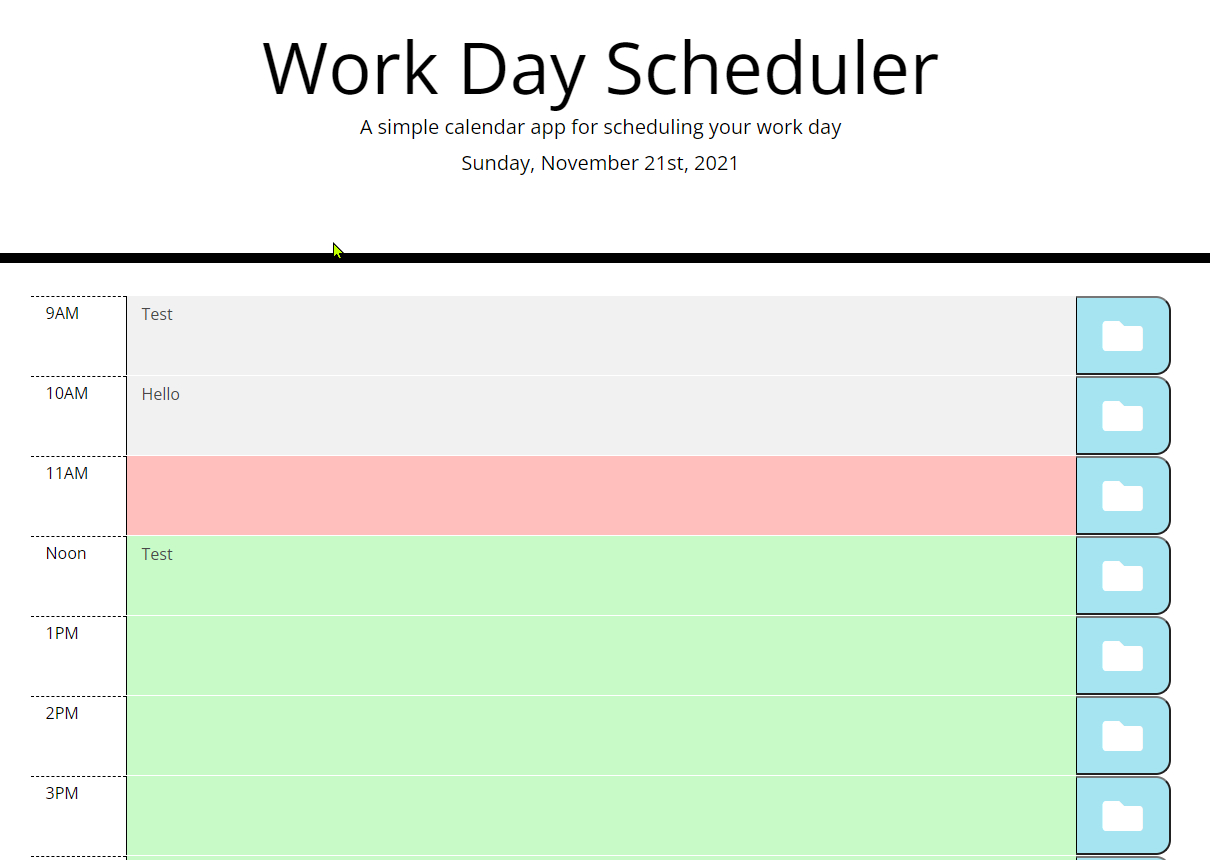 Work Day Scheduler
A simple calendar app for scheduling your work day
Sunday, November 21st, 2021
9AM
Test
10AM
Hello
11AM
Noon
Test
1PM
2PM
3PM